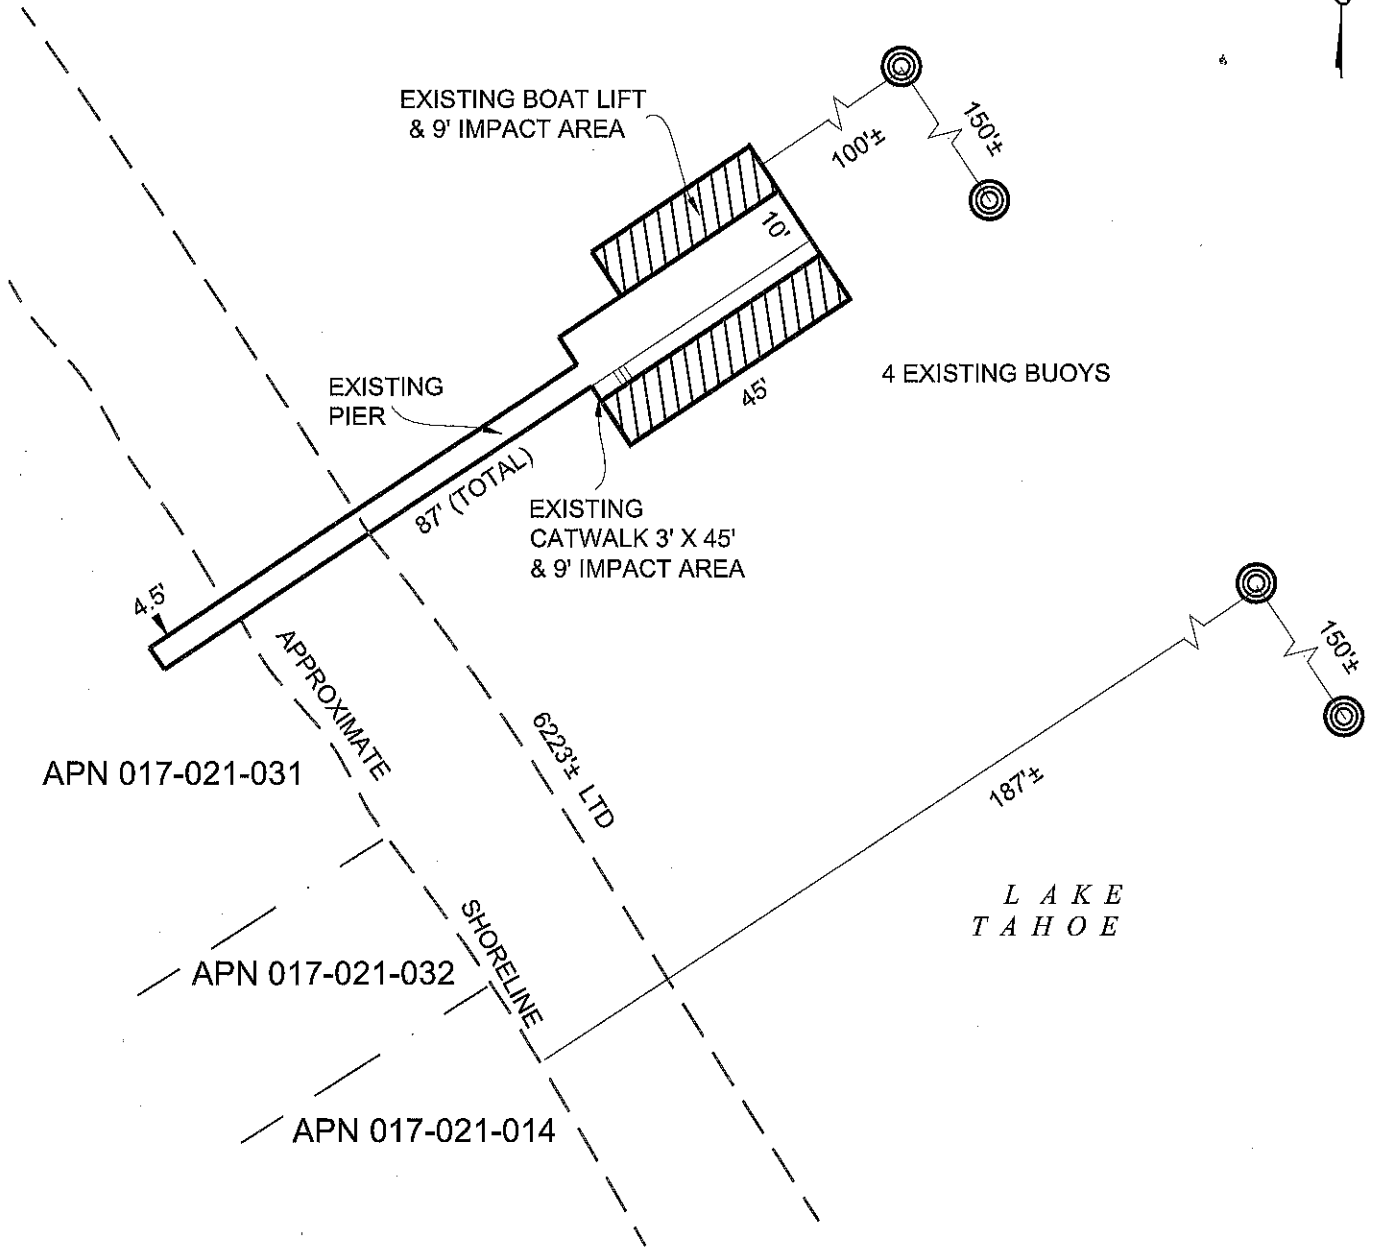 EXISTING BOAT LIFT
& 9' IMPACT AREA
100'±
150'±
10'
EXISTING
PIER
4 EXISTING BUOYS
45'
87' (TOTAL)
EXISTING
CATWALK 3' X 45'
& 9' IMPACT AREA
4.5'
150'±
APPROXIMATE
6223'± LTD
APN 017-021-031
187'±
LAKE
TAHOE
SHORELINE
APN 017-021-032
APN 017-021-014